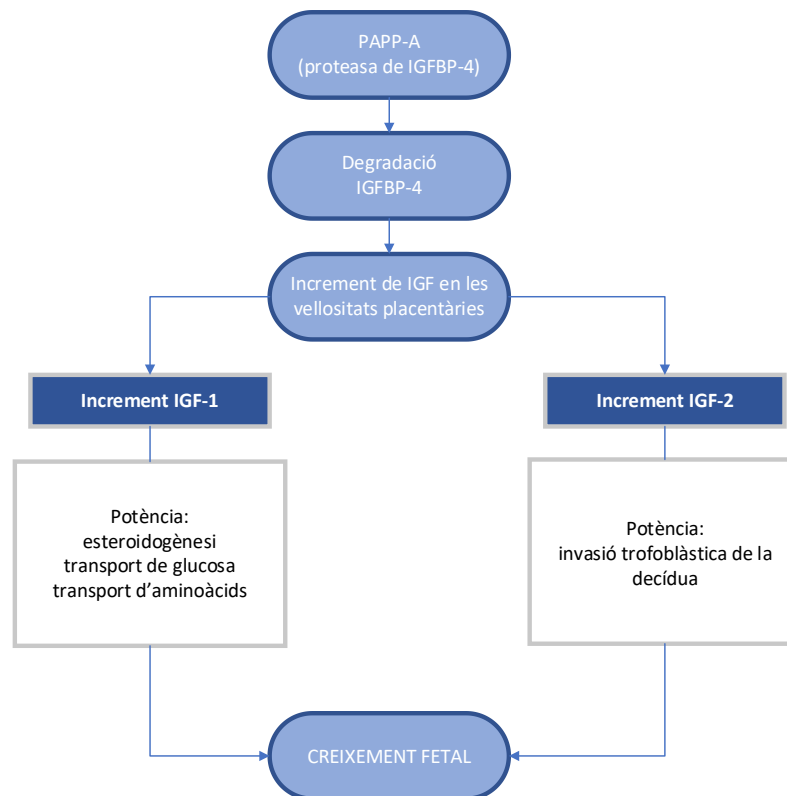 PAPP-A
(proteasa de IGFBP-4)
Degradació
IGFBP-4
Increment de IGF en les
vellositats placentàries
Increment IGF-1
Increment IGF-2
Potència:
esteroidogènesi
transport de glucosa
transport d’aminoàcids
Potència:
invasió trofoblàstica de la
decídua
CREIXEMENT FETAL